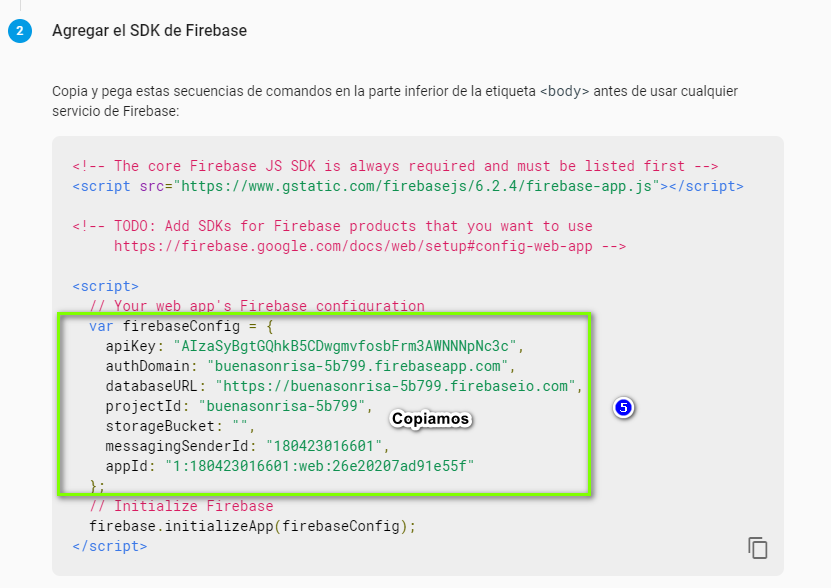 2 Agregar el SDK de Firebase
Copia y pega estas secuencias de comandos en la parte inferior de la etiqueta <body> antes de usar cualquier
servicio de Firebase:
<!-- The core Firebase JS SDK is always required and must be listed first -->
<script src="https://www.gstatic.com/firebasejs/6.2.4/firebase-app.js"></script>
<!-- TODO: Add SDKs for Firebase products that you want to use
https://firebase.google.com/docs/web/setup#config-web-app -->
<script>
// Your web app's Firebase configuration
var firebaseConfig = {
apiKey: "AIzaSyBgtGQhkB5CDwgmvfosbFrm3AWNNNpNc3c",
authDomain: "buenasonrisa-5b799.firebaseapp.com",
databaseURL: "https://buenasonrisa-5b799.firebaseio.com",
projectId: "buenasonrisa-5b799",
Copiamos
5
storageBucket: "",
messagingSenderId: "180423016601",
appId: "1:180423016601:web:26e20207ad91e55f"
};
// Initialize Firebase
firebase.initializeApp(firebaseConfig);
</script>